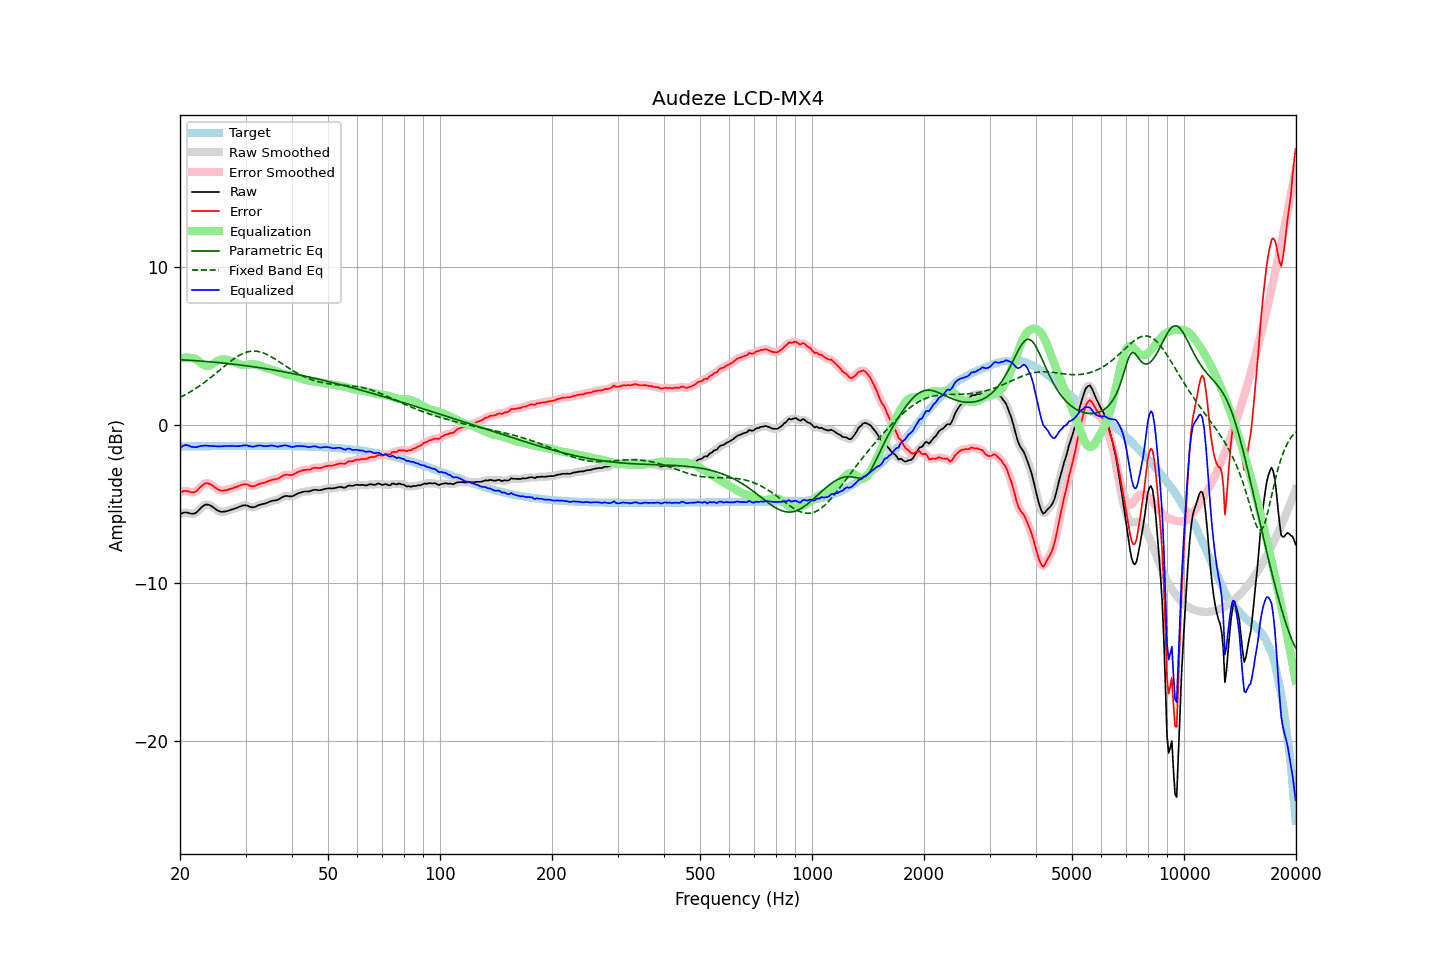 Audeze LCD-MX4
Target
Raw Smoothed
Error Smoothed
Raw
Error
Equalization
Parametric Eq
Fixed Band Eq
Equalized
Amplitude (dBr)
10
0
−10
−20
20 50 100 200 500 1000 2000 5000 10000 20000
Frequency (Hz)